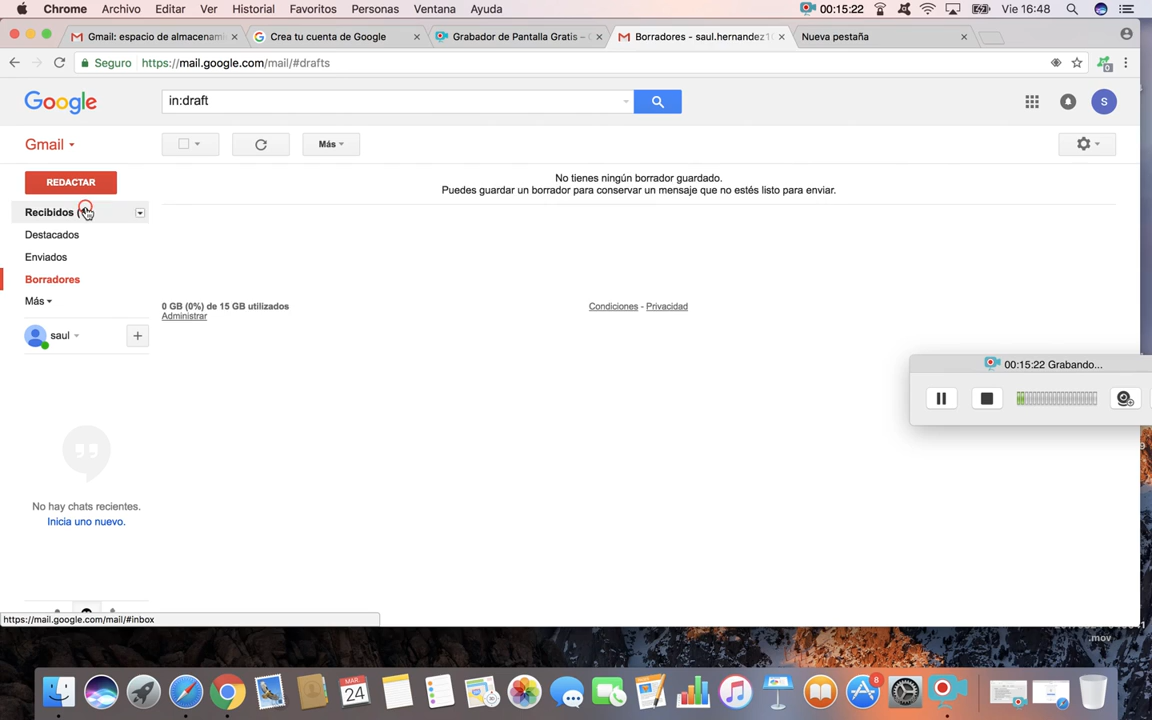 Chrome Archivo Editar Ver Historial Favoritos Personas Ventana Ayuda 00:15:22 Vie 16:48
Gmail: espacio de almacenami Crea tu cuenta de Google Grabador de Pantalla Gratis – Borradores - saul.hernandez1 Nueva pestaña
Seguro https://mail.google.com/mail/#drafts
Google in:draft S
Gmail Más
REDACTAR
No tienes ningún borrador guardado.
Puedes guardar un borrador para conservar un mensaje que no estés listo para enviar.
Recibidos
Destacados
Enviados
Borradores
Más
0 GB (0%) de 15 GB utilizados
Administrar
Condiciones - Privacidad
saul
00:15:22 Grabando...
No hay chats recientes.
Inicia uno nuevo.
https://mail.google.com/mail/#inbox
.mov
MAR.
24
8